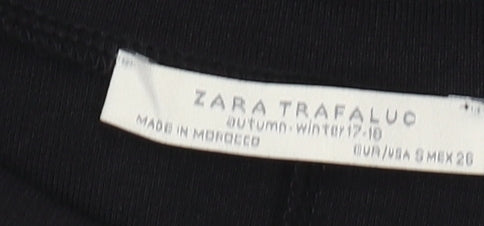 ZARA TRAFALUC
autumn·winter17-18
MADE IN MOROCCO
EUR/USA S MEX 26